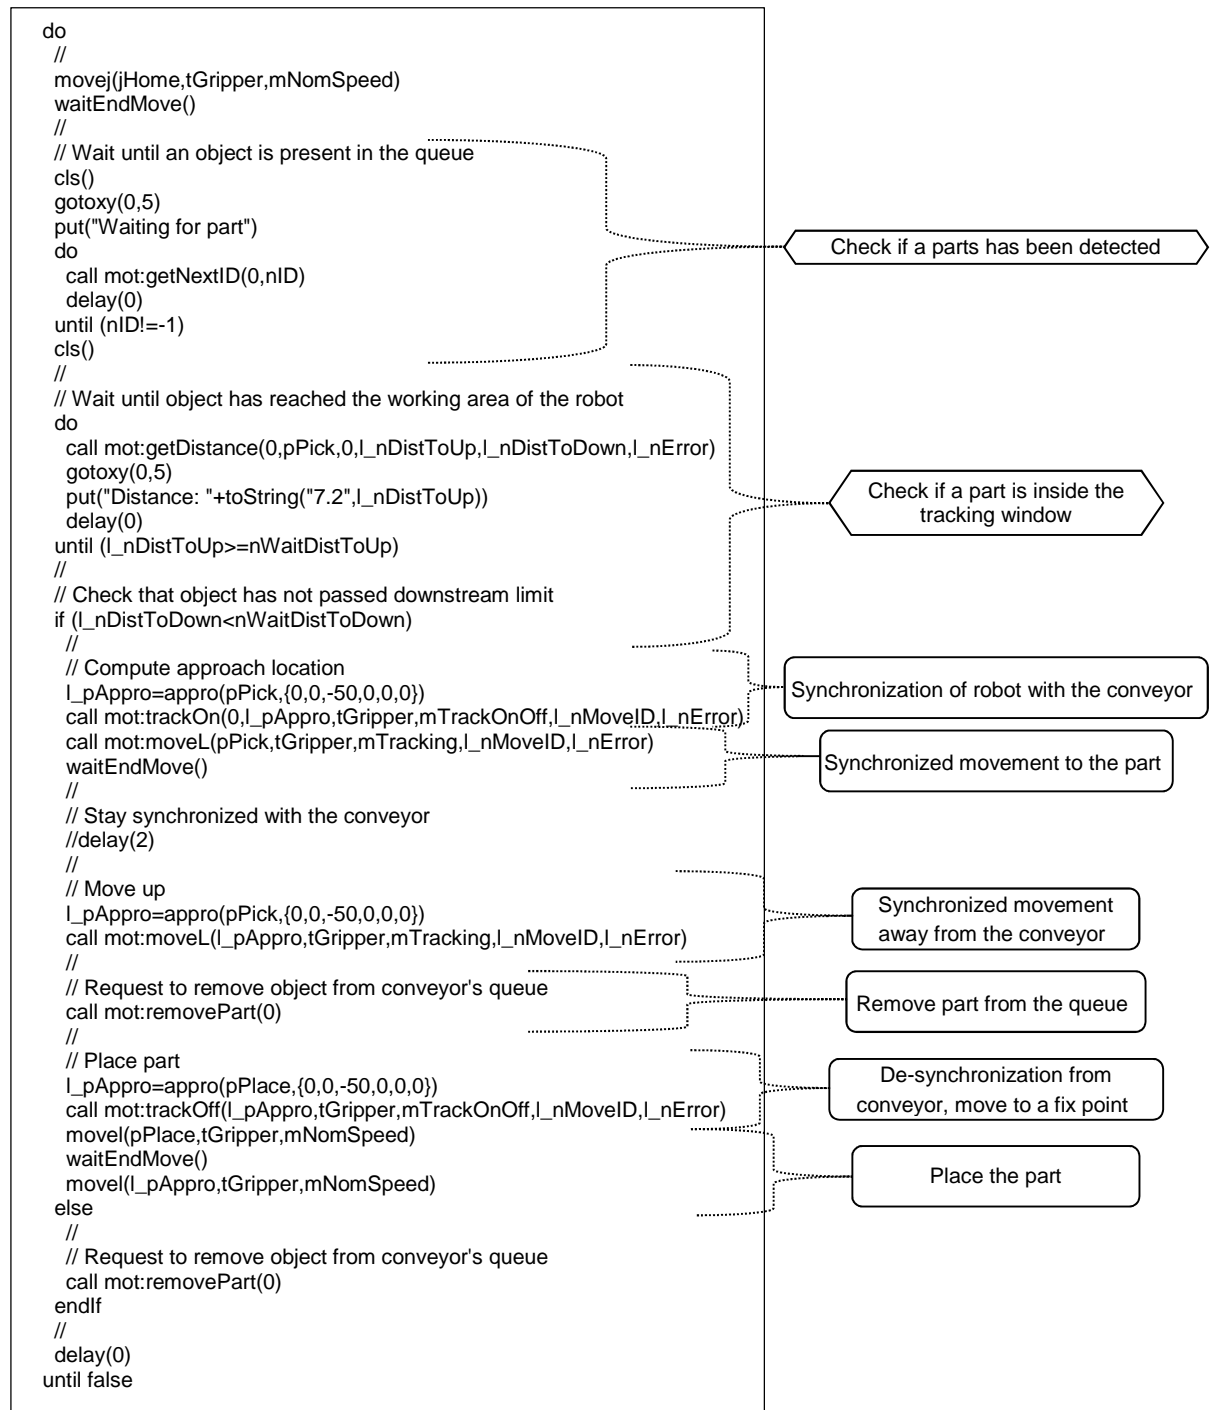 do
//
movej(jHome,tGripper,mNomSpeed)
waitEndMove()
//
// Wait until an object is present in the queue
cls()
gotoxy(0,5)
put("Waiting for part")
do
call mot:getNextID(0,nID)
delay(0)
until (nID!=-1)
cls()
//
// Wait until object has reached the working area of the robot
do
call mot:getDistance(0,pPick,0,l_nDistToUp,l_nDistToDown,l_nError)
gotoxy(0,5)
put("Distance: "+toString("7.2",l_nDistToUp))
delay(0)
until (l_nDistToUp>=nWaitDistToUp)
//
// Check that object has not passed downstream limit
if (l_nDistToDown<nWaitDistToDown)
//
// Compute approach location
l_pAppro=appro(pPick,{0,0,-50,0,0,0})
call mot:trackOn(0,l_pAppro,tGripper,mTrackOnOff,l_nMoveID,l_nError)
call mot:moveL(pPick,tGripper,mTracking,l_nMoveID,l_nError)
waitEndMove()
//
// Stay synchronized with the conveyor
//delay(2)
//
// Move up
l_pAppro=appro(pPick,{0,0,-50,0,0,0})
call mot:moveL(l_pAppro,tGripper,mTracking,l_nMoveID,l_nError)
//
// Request to remove object from conveyor's queue
call mot:removePart(0)
//
// Place part
l_pAppro=appro(pPlace,{0,0,-50,0,0,0})
call mot:trackOff(l_pAppro,tGripper,mTrackOnOff,l_nMoveID,l_nError)
movel(pPlace,tGripper,mNomSpeed)
waitEndMove()
movel(l_pAppro,tGripper,mNomSpeed)
else
//
// Request to remove object from conveyor's queue
call mot:removePart(0)
endIf
//
delay(0)
until false
Check if a parts has been detected
Check if a part is inside the
tracking window
Synchronization of robot with the conveyor
Synchronized movement to the part
Synchronized movement
away from the conveyor
Remove part from the queue
De-synchronization from
conveyor, move to a fix point
Place the part